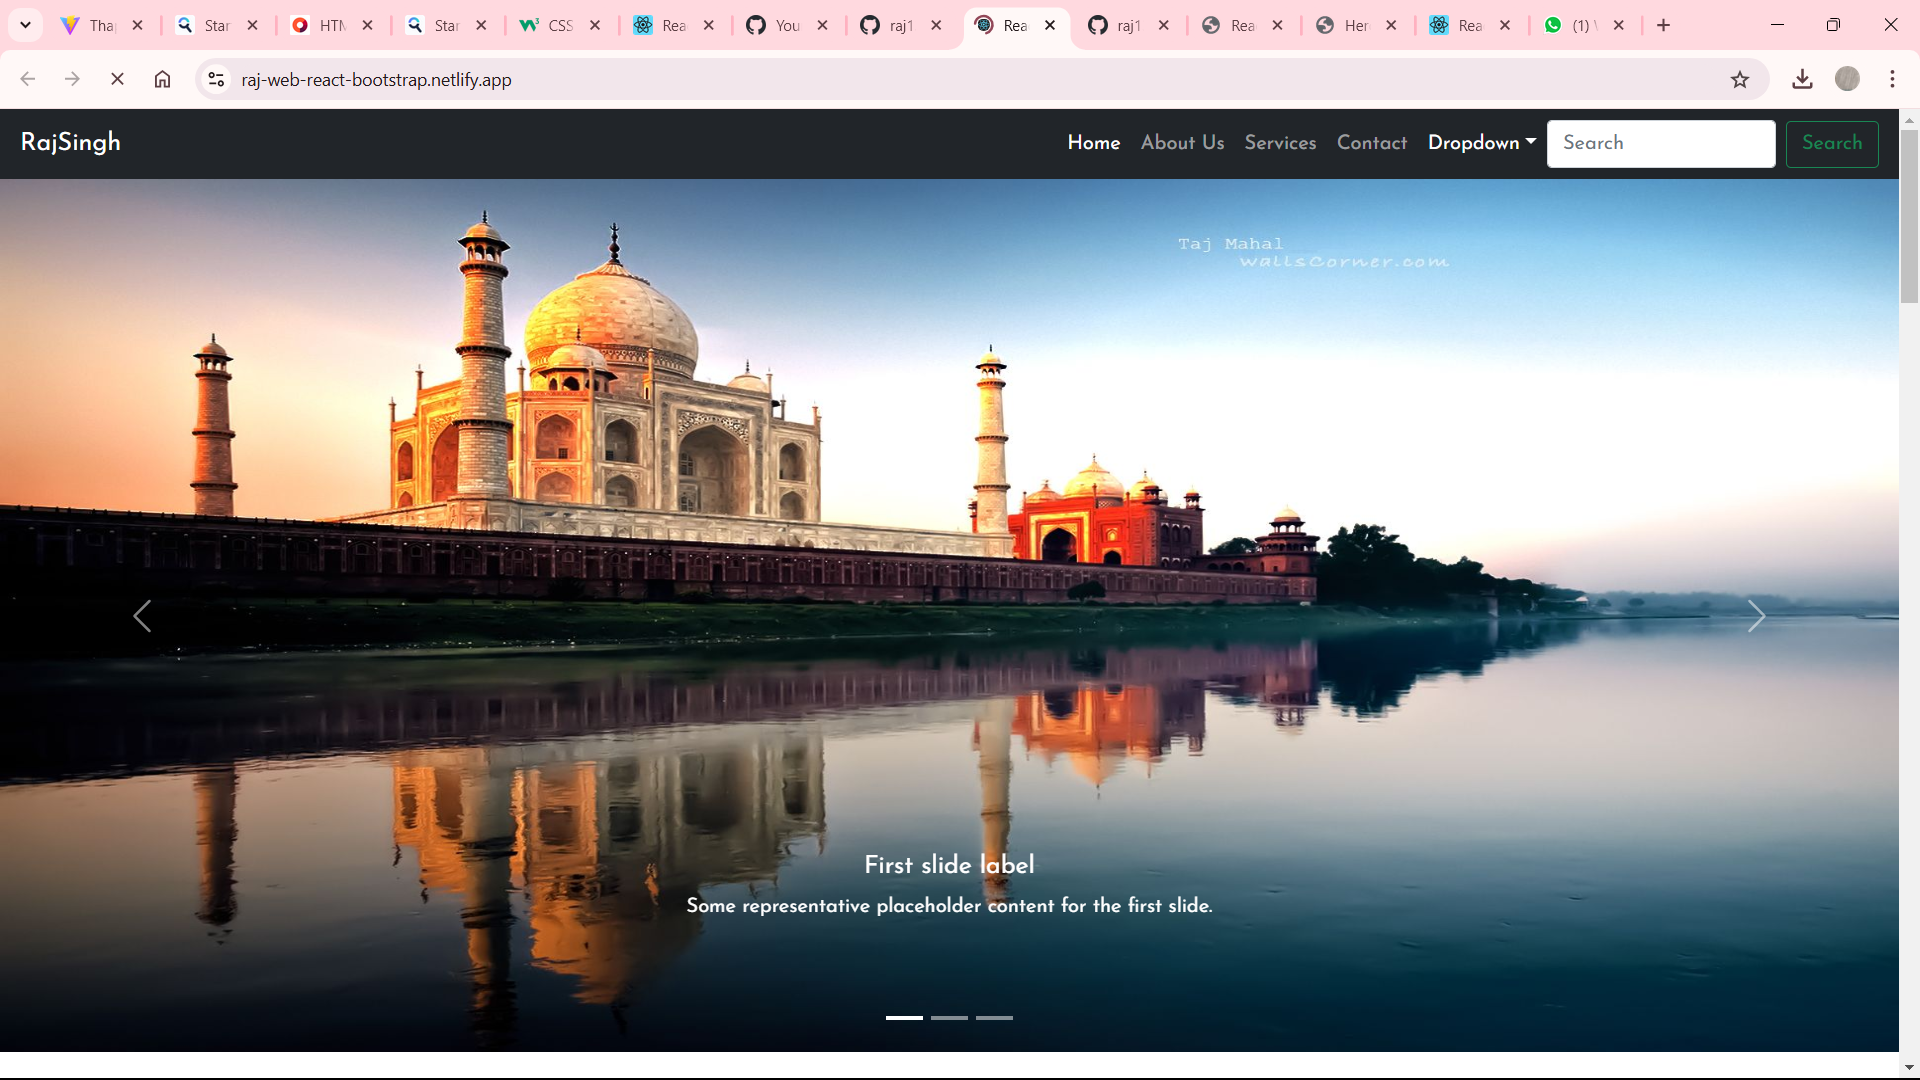 Tha
Star
HTM
Star
CSS
Rea
You
raj1
Rea
raj1
Rea
Her
Rea
(1)
raj-web-react-bootstrap.netlify.app
RajSingh
Home
About Us
Services
Contact
Dropdown
Search
Search
Taj Mahal
wallsCorner.com
First slide label
Some representative placeholder content for the first slide.